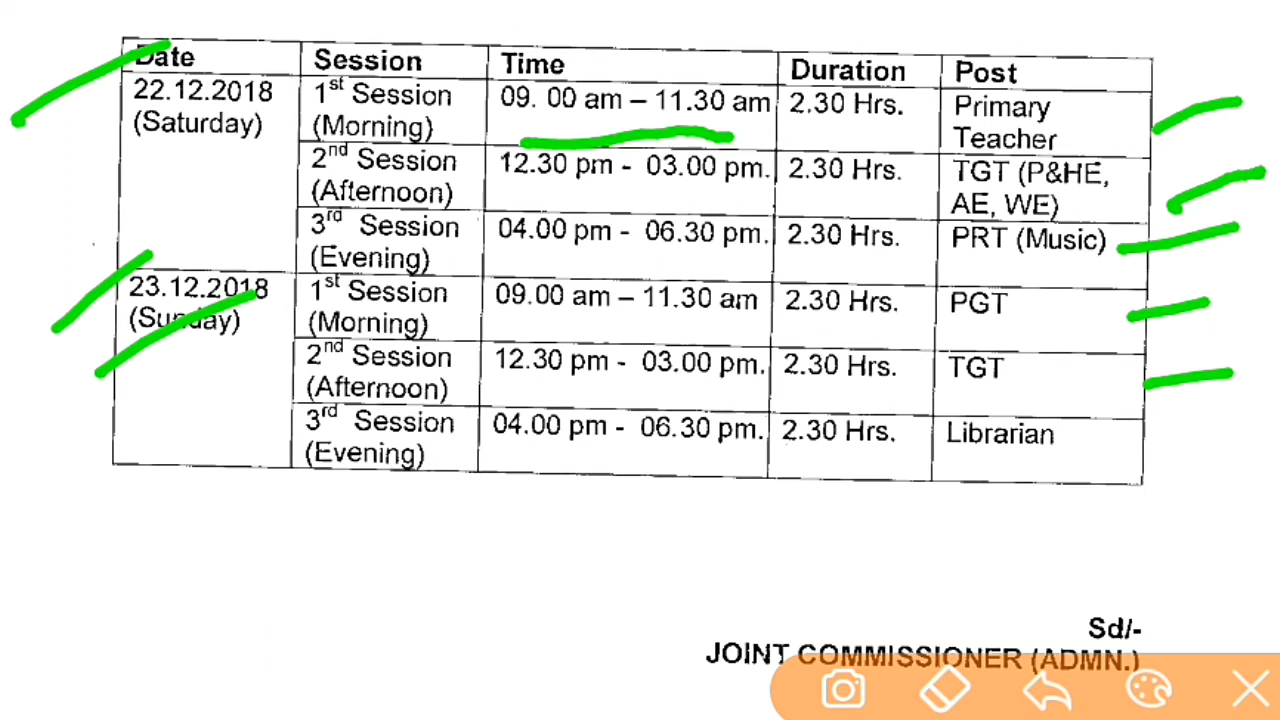 Date Session Time Duration Post
22.12.2018 (Saturday) 1st Session (Morning) 09. 00 am – 11.30 am 2.30 Hrs. Primary Teacher
2nd Session (Afternoon) 12.30 pm - 03.00 pm. 2.30 Hrs. TGT (P&HE, AE, WE)
3rd Session (Evening) 04.00 pm - 06.30 pm. 2.30 Hrs. PRT (Music)
23.12.2018 (Sunday) 1st Session (Morning) 09.00 am – 11.30 am 2.30 Hrs. PGT
2nd Session (Afternoon) 12.30 pm - 03.00 pm. 2.30 Hrs. TGT
3rd Session (Evening) 04.00 pm - 06.30 pm. 2.30 Hrs. Librarian
Sd/-
JOINT COMMISSIONER (ADMN.)